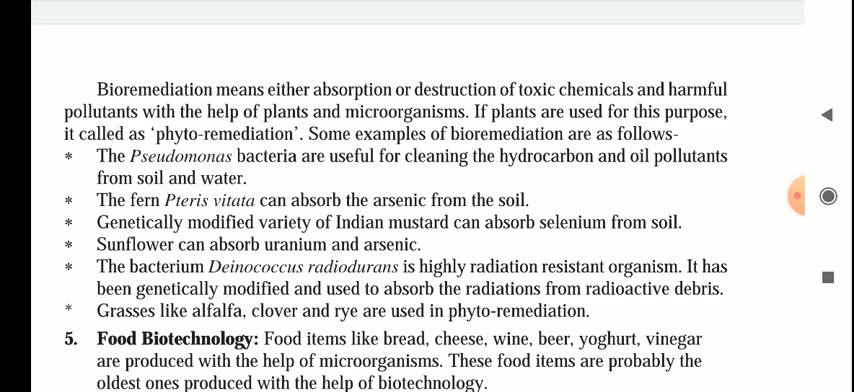 Bioremediation means either absorption or destruction of toxic chemicals and harmful
pollutants with the help of plants and microorganisms. If plants are used for this purpose,
it called as ‘phyto-remediation’. Some examples of bioremediation are as follows-
* The Pseudomonas bacteria are useful for cleaning the hydrocarbon and oil pollutants
from soil and water.
* The fern Pteris vitata can absorb the arsenic from the soil.
* Genetically modified variety of Indian mustard can absorb selenium from soil.
* Sunflower can absorb uranium and arsenic.
* The bacterium Deinococcus radiodurans is highly radiation resistant organism. It has
been genetically modified and used to absorb the radiations from radioactive debris.
* Grasses like alfalfa, clover and rye are used in phyto-remediation.
5. Food Biotechnology: Food items like bread, cheese, wine, beer, yoghurt, vinegar
are produced with the help of microorganisms. These food items are probably the
oldest ones produced with the help of biotechnology.